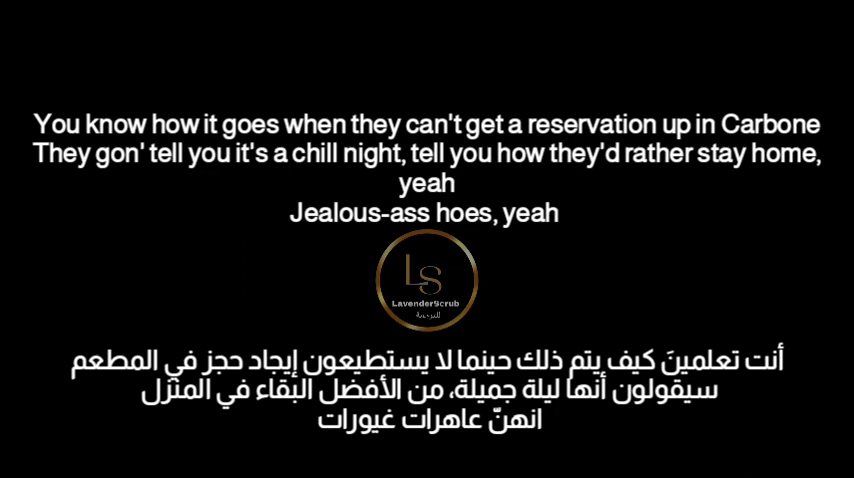 You know how it goes when they can't get a reservation up in Carbone
They gon' tell you it's a chill night, tell you how they'd rather stay home,
yeah
Jealous-ass hoes, yeah
LS
LavenderScrub
للترجمة
أنت تعلمينَ كيف يتم ذلك حينما لا يستطيعون إيجاد حجز في المطعم
سيقولون أنها ليلة جميلة، من الأفضل البقاء في المنزل
انهنّ عاهرات غيورات